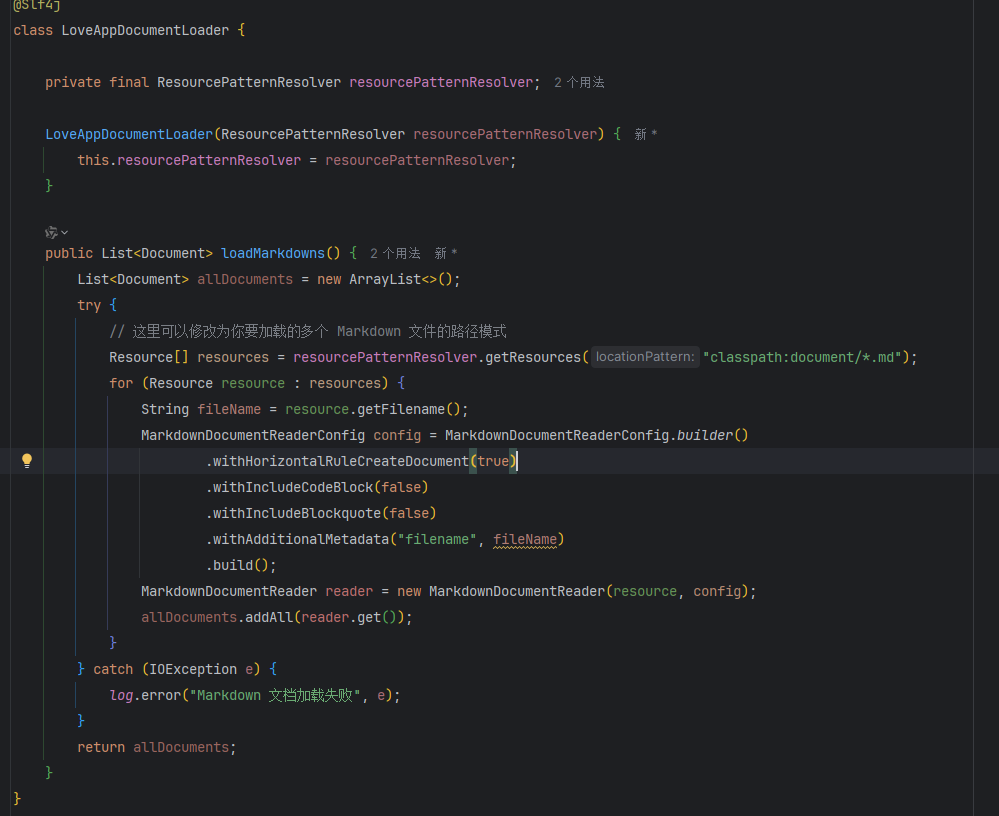 @Slf4j
class LoveAppDocumentLoader {
private final ResourcePatternResolver resourcePatternResolver; 2 个用法
LoveAppDocumentLoader(ResourcePatternResolver resourcePatternResolver) { 新 *
this.resourcePatternResolver = resourcePatternResolver;
}
public List<Document> loadMarkdowns() { 2 个用法 新 *
List<Document> allDocuments = new ArrayList<>();
try {
// 这里可以修改为你要加载的多个 Markdown 文件的路径模式
Resource[] resources = resourcePatternResolver.getResources( locationPattern: "classpath:document/*.md");
for (Resource resource : resources) {
String fileName = resource.getFilename();
MarkdownDocumentReaderConfig config = MarkdownDocumentReaderConfig.builder()
.withHorizontalRuleCreateDocument(true)
.withIncludeCodeBlock(false)
.withIncludeBlockquote(false)
.withAdditionalMetadata("filename", fileName)
.build();
MarkdownDocumentReader reader = new MarkdownDocumentReader(resource, config);
allDocuments.addAll(reader.get());
}
} catch (IOException e) {
log.error("Markdown 文档加载失败", e);
}
return allDocuments;
}
}